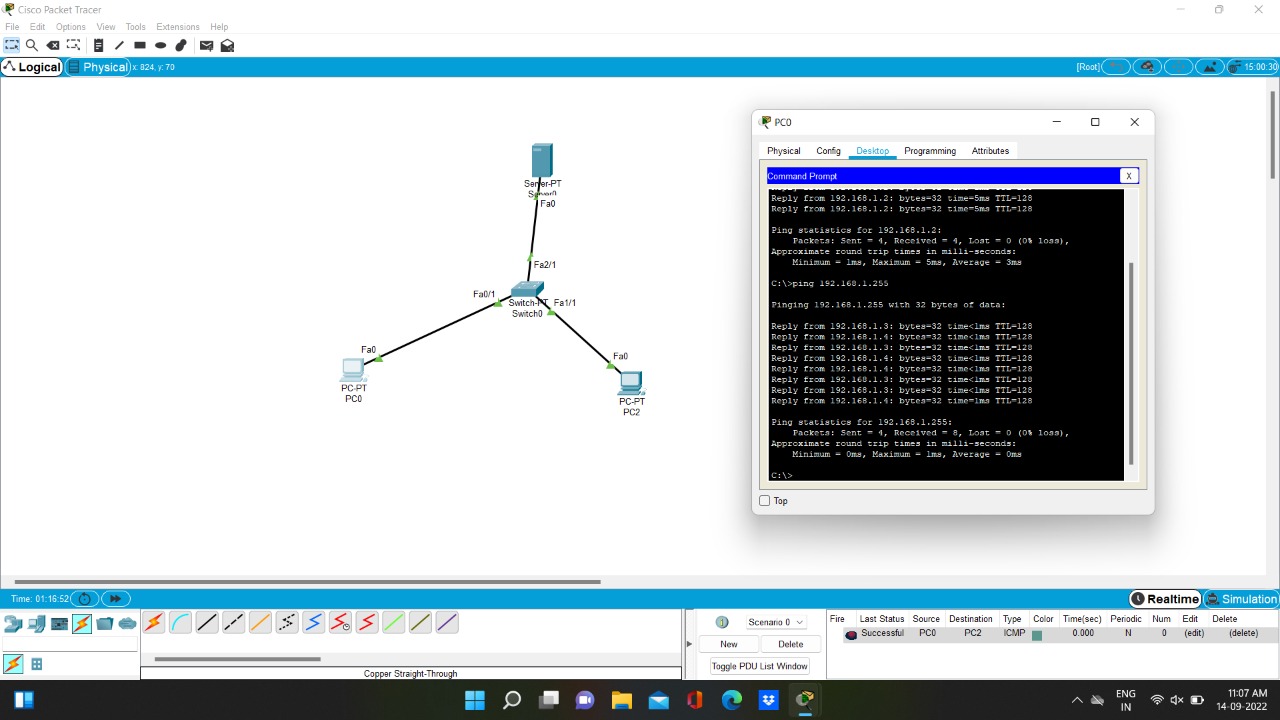 Cisco Packet Tracer
File Edit Options View Tools Extensions Help
Logical Physical x: 824, y: 70 [Root] 15:00:30
Server-PT
Fa0
Fa2/1
Fa0/1
Switch-PT Fa1/1
Switch0
Fa0
PC-PT
PC0
Fa0
PC-PT
PC2
PC0
Physical Config Desktop Programming Attributes
Command Prompt X
Reply from 192.168.1.2: bytes=32 time=5ms TTL=128
Reply from 192.168.1.2: bytes=32 time=5ms TTL=128
Ping statistics for 192.168.1.2:
Packets: Sent = 4, Received = 4, Lost = 0 (0% loss),
Approximate round trip times in milli-seconds:
Minimum = 1ms, Maximum = 5ms, Average = 3ms
C:\>ping 192.168.1.255
Pinging 192.168.1.255 with 32 bytes of data:
Reply from 192.168.1.3: bytes=32 time<1ms TTL=128
Reply from 192.168.1.4: bytes=32 time<1ms TTL=128
Reply from 192.168.1.3: bytes=32 time<1ms TTL=128
Reply from 192.168.1.4: bytes=32 time<1ms TTL=128
Reply from 192.168.1.4: bytes=32 time<1ms TTL=128
Reply from 192.168.1.3: bytes=32 time<1ms TTL=128
Reply from 192.168.1.3: bytes=32 time<1ms TTL=128
Reply from 192.168.1.4: bytes=32 time=1ms TTL=128
Ping statistics for 192.168.1.255:
Packets: Sent = 4, Received = 8, Lost = 0 (0% loss),
Approximate round trip times in milli-seconds:
Minimum = 0ms, Maximum = 1ms, Average = 0ms
C:\>
Top
Time: 01:16:52 Realtime Simulation
Copper Straight-Through
Scenario 0
New Delete
Toggle PDU List Window
Fire Last Status Source Destination Type Color Time(sec) Periodic Num Edit Delete
Successful PC0 PC2 ICMP 0.000 N 0 (edit) (delete)
ENG
IN
11:07 AM
14-09-2022